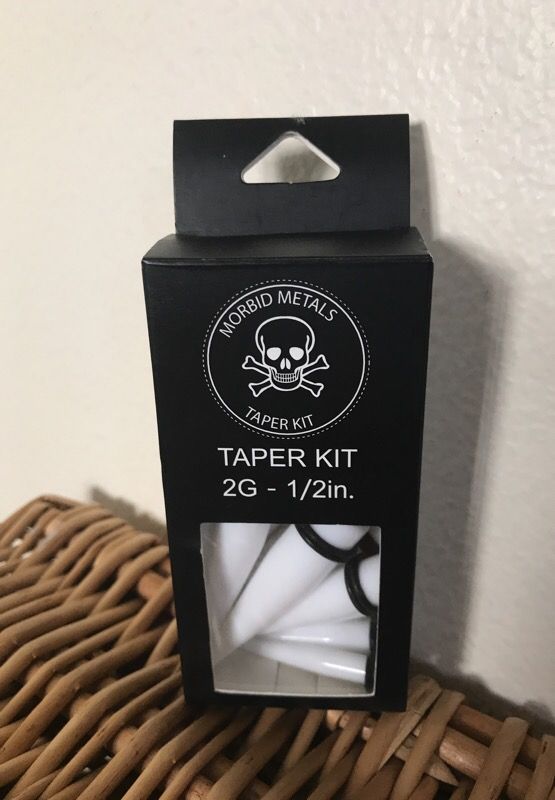 MORBID METALS
TAPER KIT
TAPER KIT
2G - 1/2in.